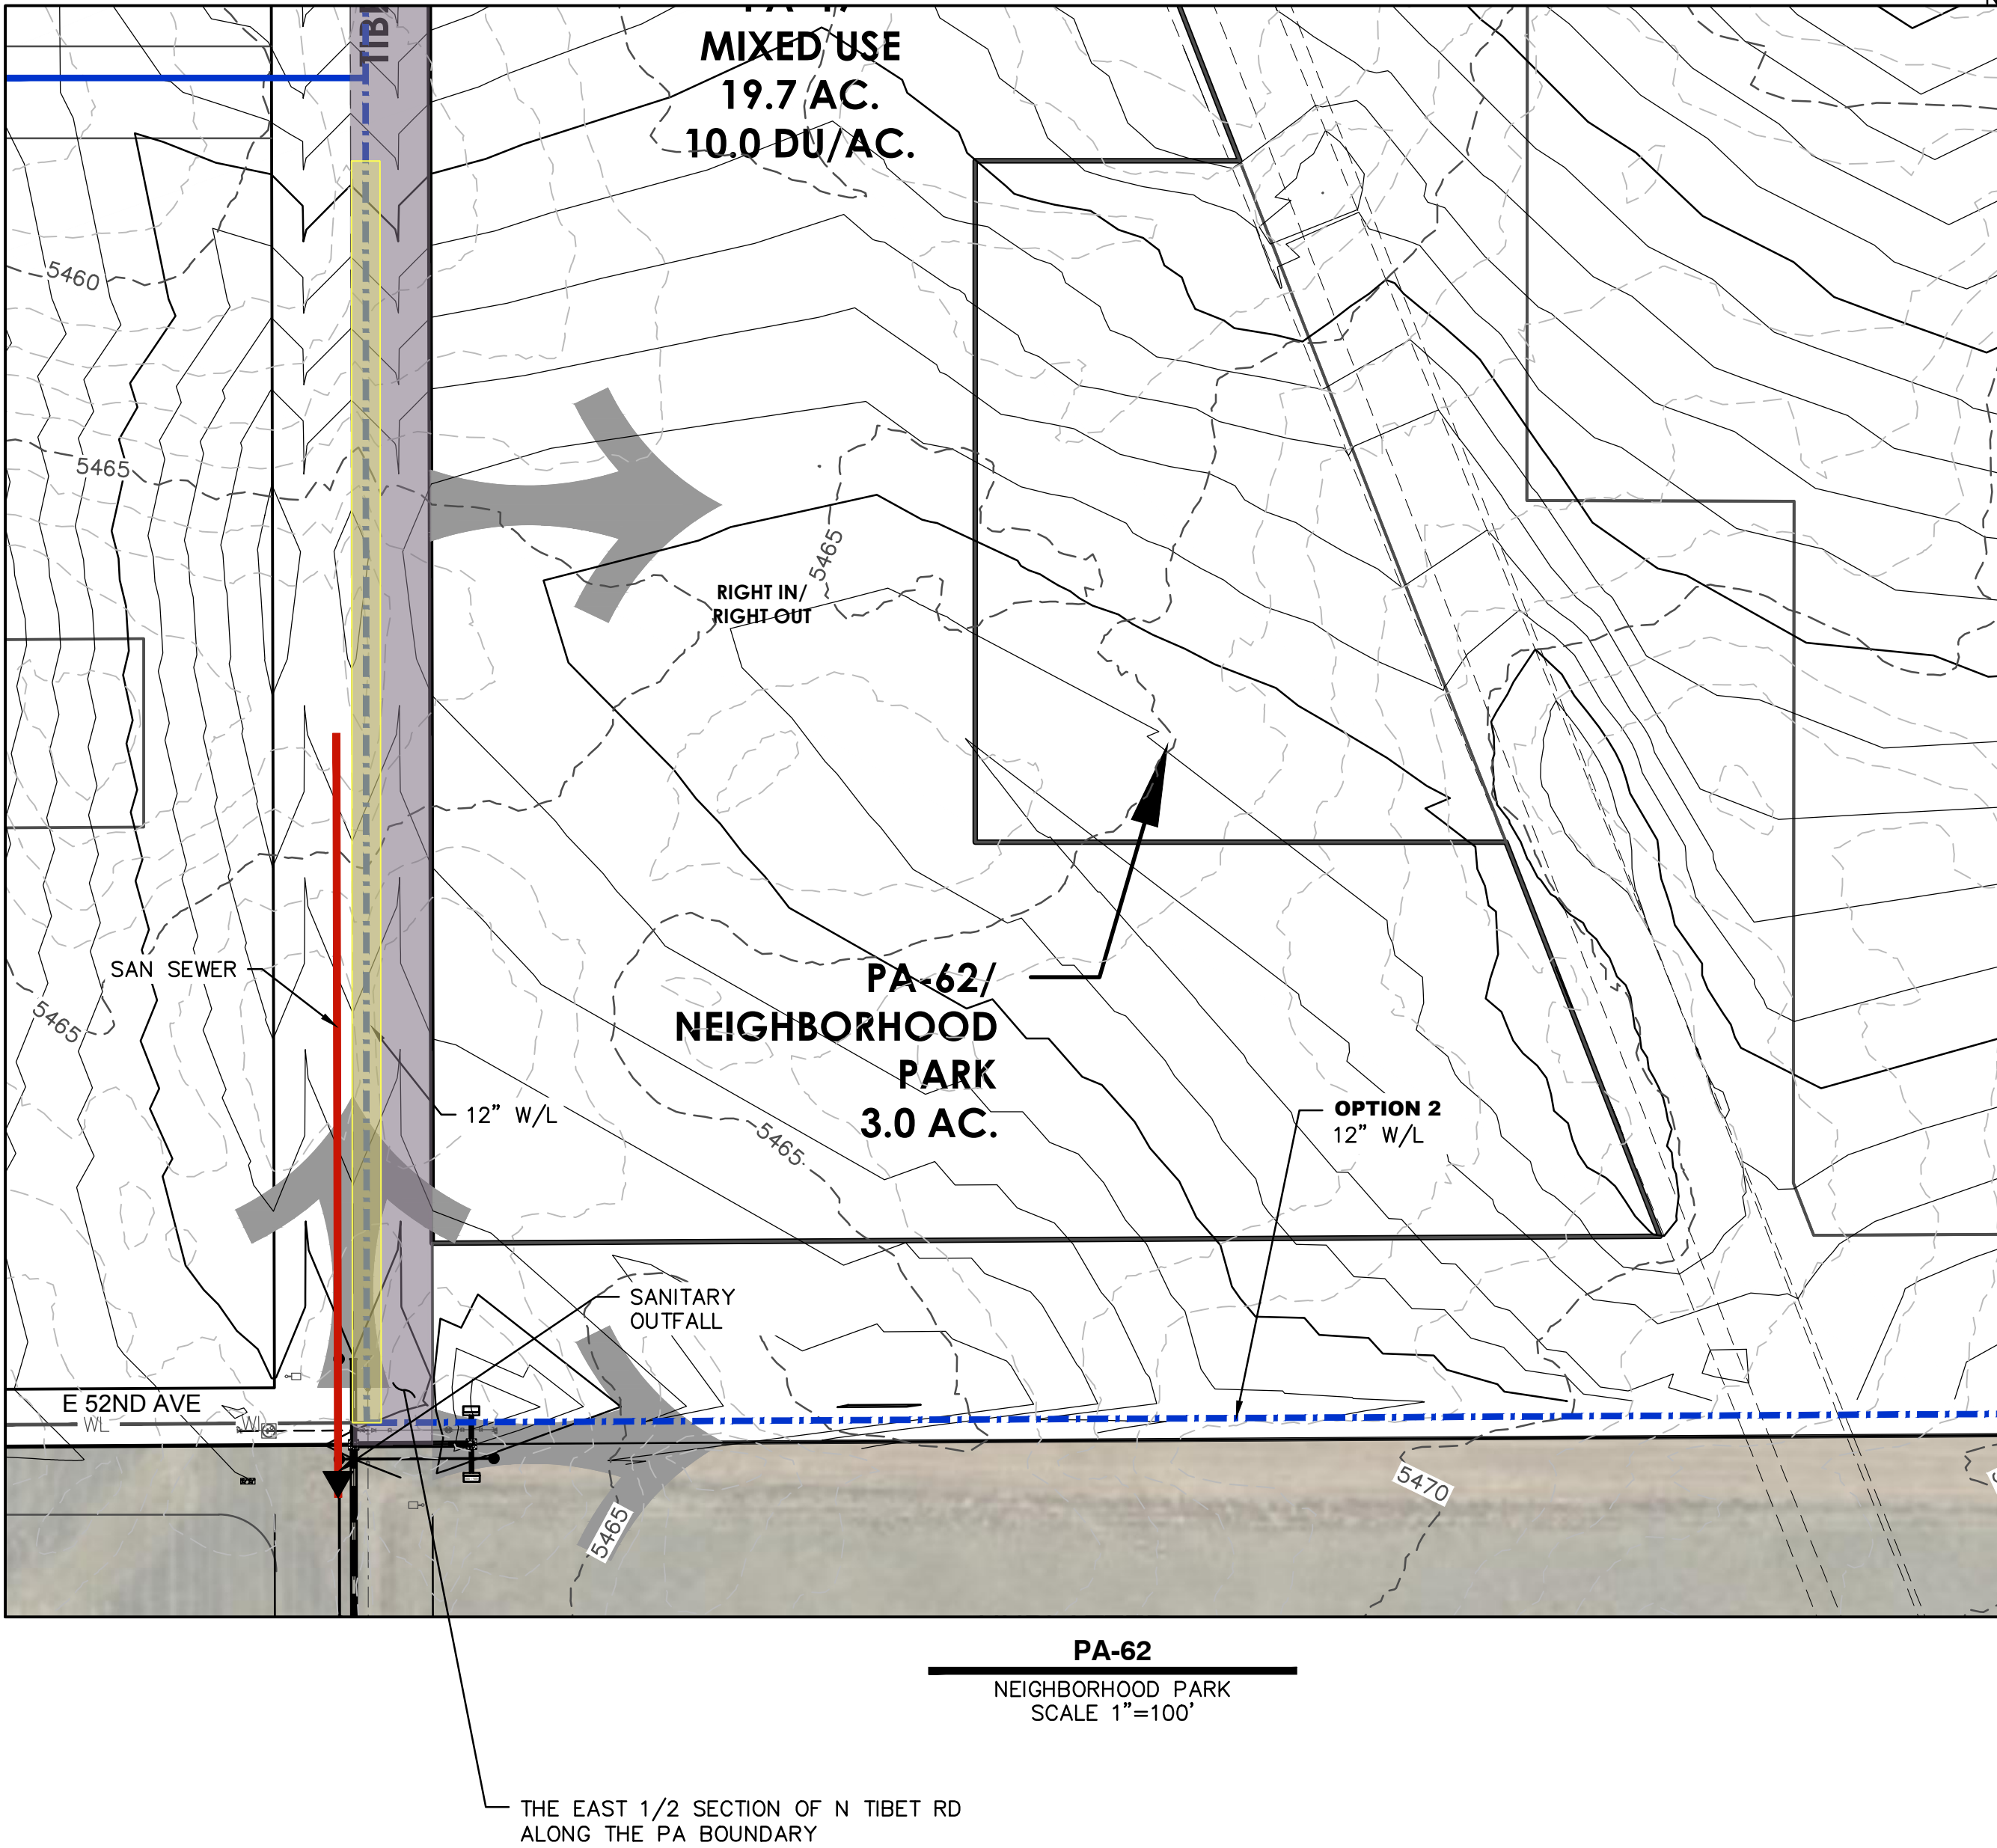 TIB
MIXED USE
19.7 AC.
10.0 DU/AC.
5460
5465
5465
RIGHT IN/
RIGHT OUT
SAN SEWER
5465
PA-62/
NEIGHBORHOOD
PARK
3.0 AC.
12" W/L
5465
OPTION 2
12" W/L
SANITARY
OUTFALL
E 52ND AVE
WL
5470
5465
PA-62
NEIGHBORHOOD PARK
SCALE 1"=100'
THE EAST 1/2 SECTION OF N TIBET RD
ALONG THE PA BOUNDARY